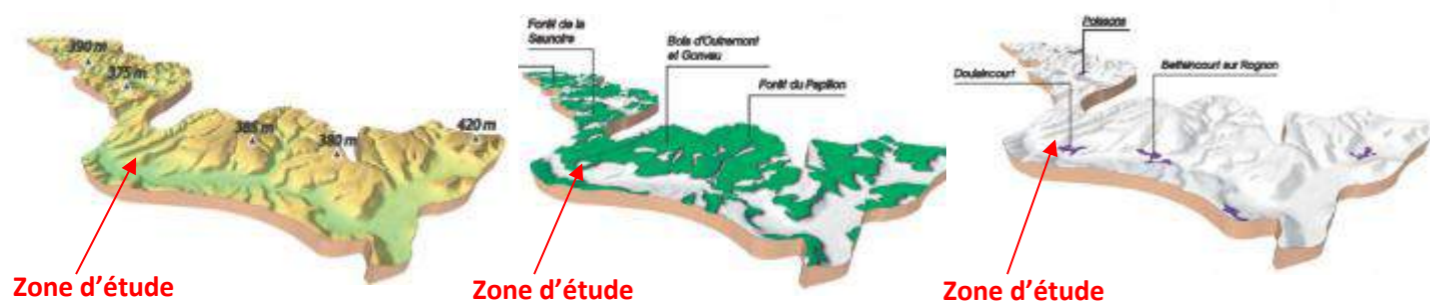 390 m
375 m
385 m
380 m
420 m
Zone d'étude
Forêt de la
Saunoire
Bois d'Outremont
et Gonvau
Forêt du Papillon
Zone d'étude
Poissons
Doulaincourt
Bettaincourt sur Rognon
Zone d'étude